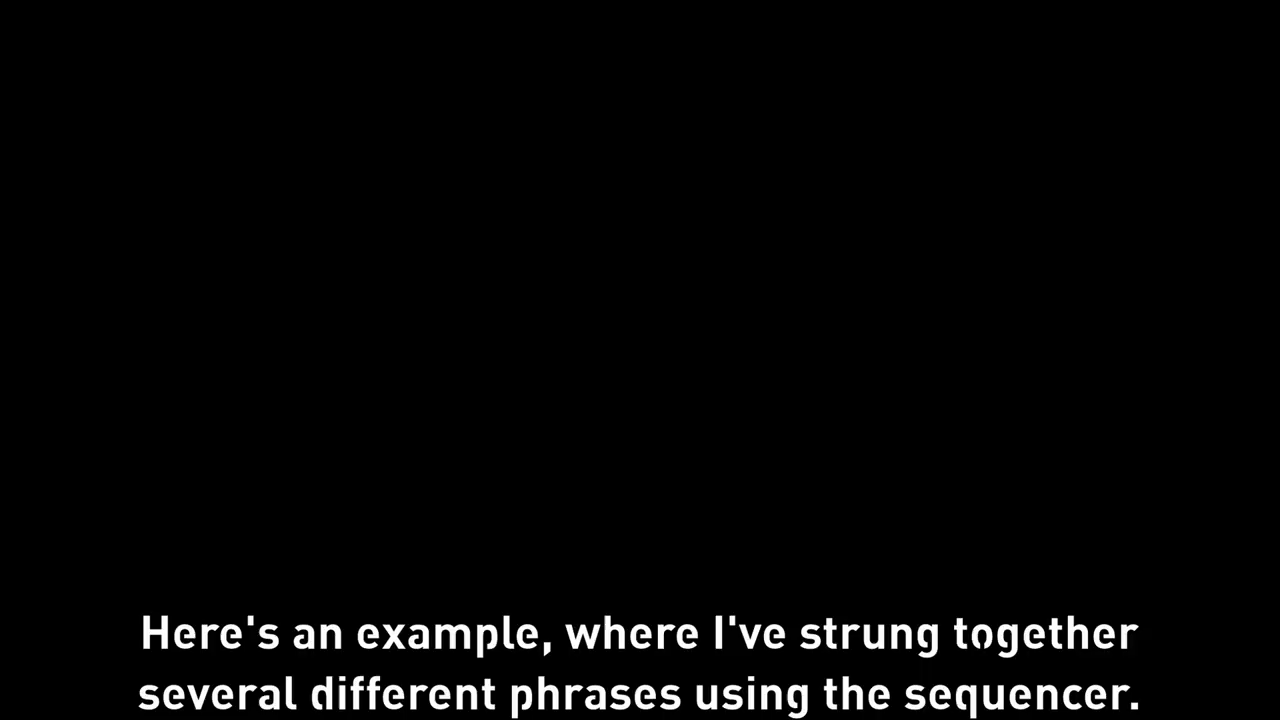 Here's an example, where I've strung together
several different phrases using the sequencer.